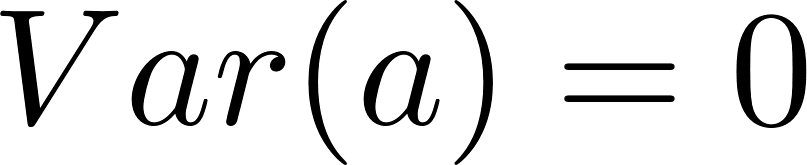 Var(a) = 0